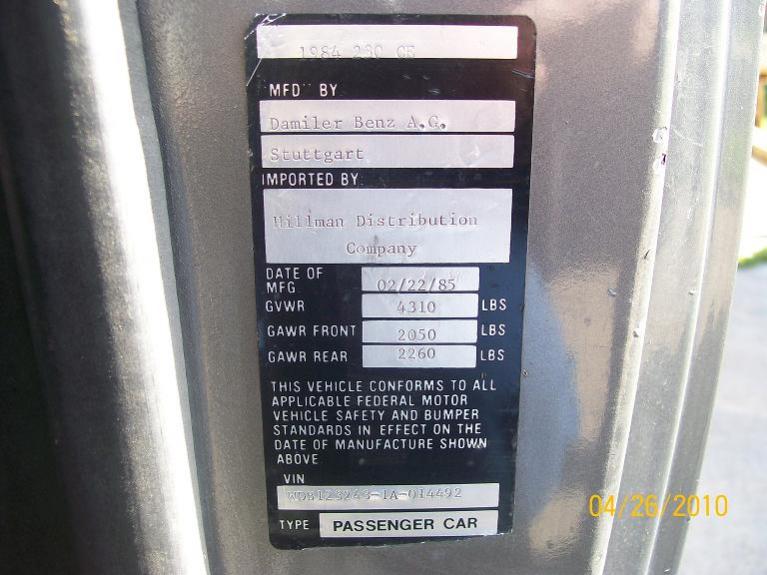 1984 230 CE
MFD BY
Damiler Benz A.G.
Stuttgart
IMPORTED BY
Hillman Distribution
Company
DATE OF MFG 02/22/85
GVWR 4310 LBS
GAWR FRONT 2050 LBS
GAWR REAR 2260 LBS
THIS VEHICLE CONFORMS TO ALL
APPLICABLE FEDERAL MOTOR
VEHICLE SAFETY AND BUMPER
STANDARDS IN EFFECT ON THE
DATE OF MANUFACTURE SHOWN
ABOVE
VIN
WDB123243-1A-014492
TYPE PASSENGER CAR
04/26/2010